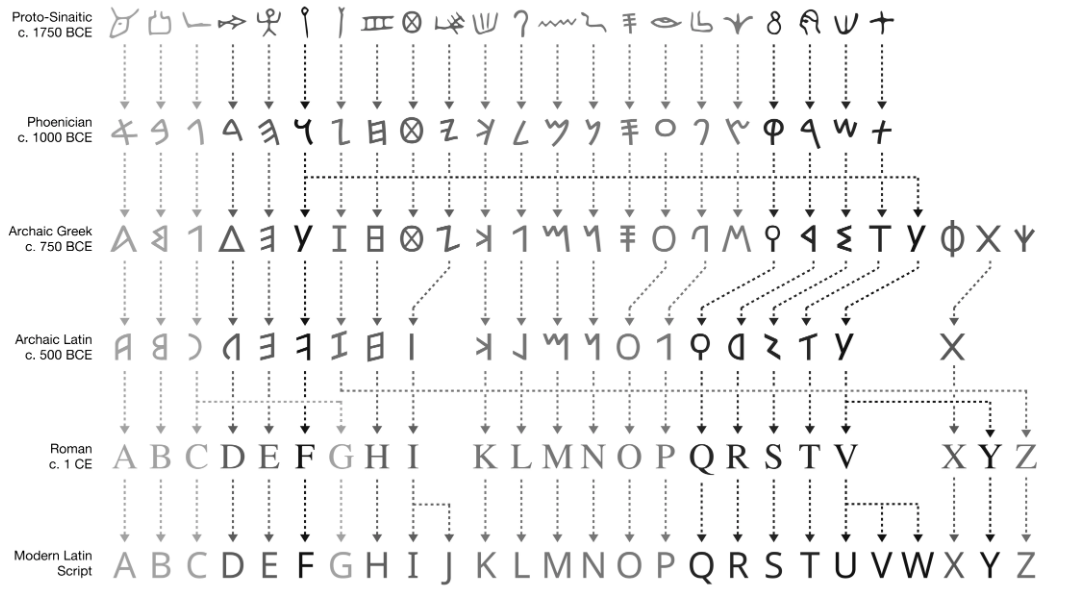 Proto-Sinaitic
c. 1750 BCE
Phoenician
c. 1000 BCE
𐤀 𐤁 𐤂 𐤃 𐤄 𐤅 𐤆 𐤇 𐤈 𐤉 𐤊 𐤋 𐤌 𐤍 𐤎 𐤏 𐤐 𐤑 𐤒 𐤓 𐤔 𐤕
Archaic Greek
c. 750 BCE
Α Β Γ Δ Ε Ϝ Ζ Η Θ Ι Κ Λ Μ Ν Ξ Ο Π Ϻ Ϙ Ρ Σ Τ Υ Φ Χ Ψ
Archaic Latin
c. 500 BCE
𐌀 𐌁 𐌂 𐌃 𐌄 𐌅 𐌆 𐌇 𐌉 𐌊 𐌋 𐌌 𐌍 𐌏 𐌐 𐌒 𐌓 𐌔 𐌕 𐌖 𐌗
Roman
c. 1 CE
A B C D E F G H I K L M N O P Q R S T V X Y Z
Modern Latin
Script
A B C D E F G H I J K L M N O P Q R S T U V W X Y Z